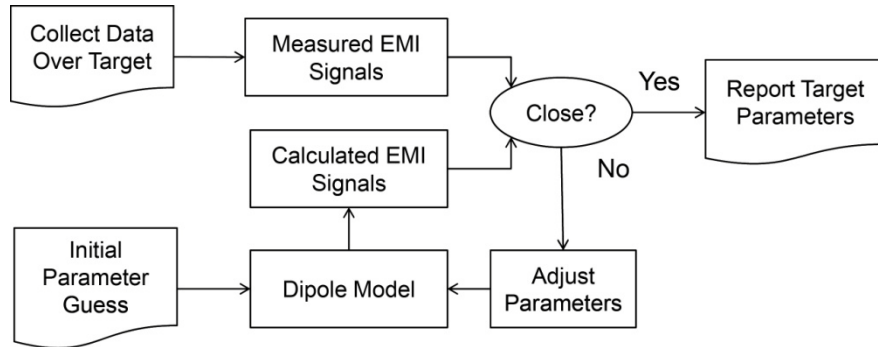 Collect Data
Over Target
Measured EMI
Signals
Close?
Yes
Report Target
Parameters
Calculated EMI
Signals
No
Initial
Parameter
Guess
Dipole Model
Adjust
Parameters